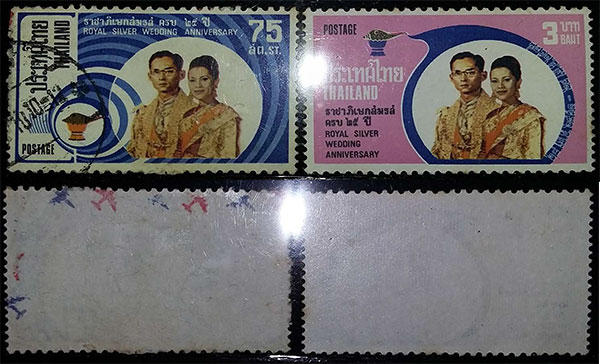 ราชาภิเษกสมรส ครบ ๒๕ ปี
ROYAL SILVER WEDDING ANNIVERSARY
75
สต.ST.
ประเทศไทย
THAILAND
POSTAGE
POSTAGE
3 บาท
BAHT
ประเทศไทย
THAILAND
ราชาภิเษกสมรส
ครบ ๒๕ ปี
ROYAL SILVER
WEDDING
ANNIVERSARY